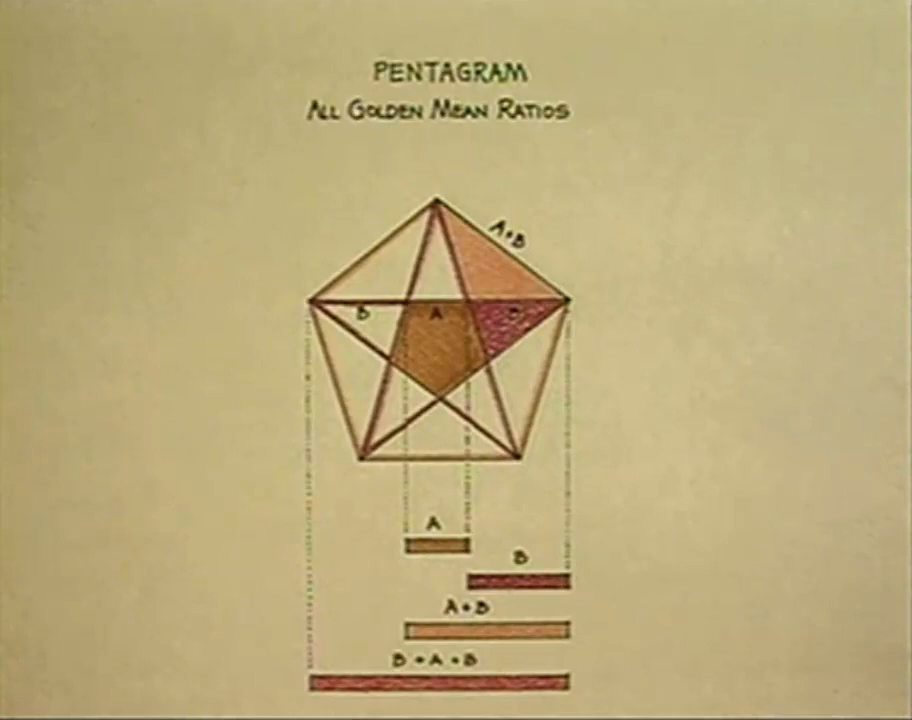 PENTAGRAM
ALL GOLDEN MEAN RATIOS
A+B
B A B
A
B
A+B
B+A+B